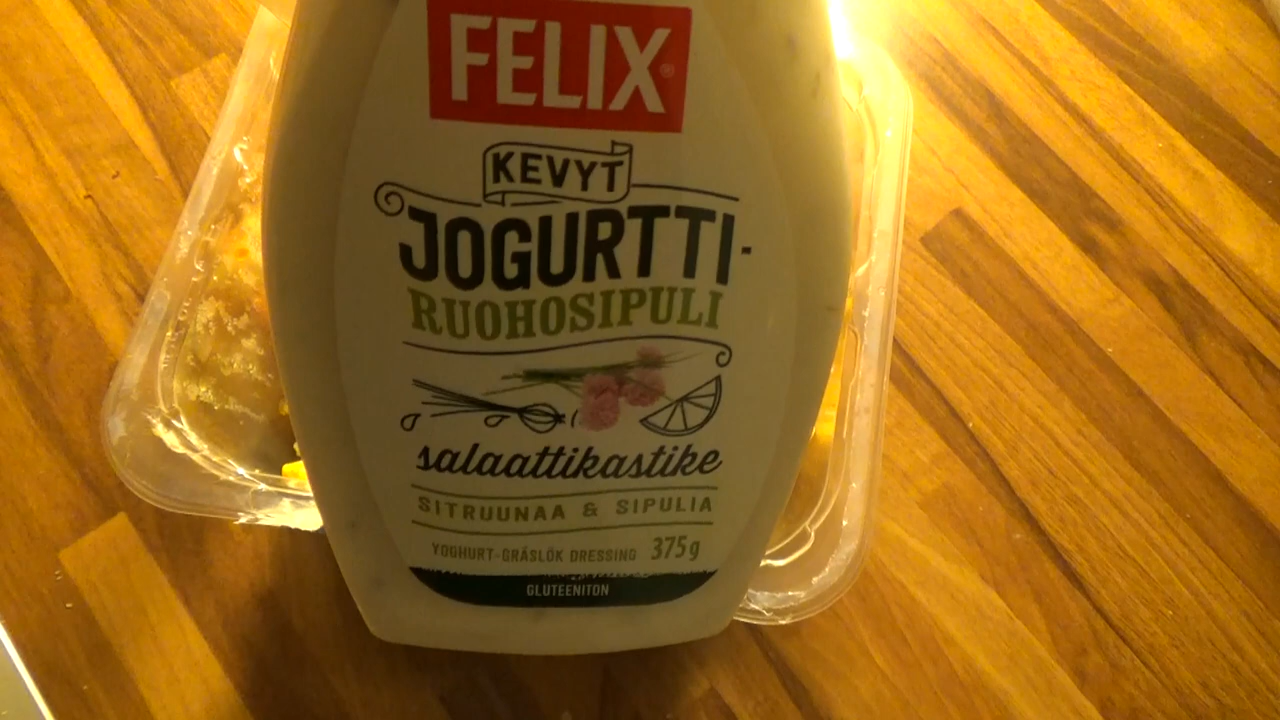 FELIX®
KEVYT
JOGURTTI-
RUOHOSIPULI
salaattikastike
SITRUUNAA & SIPULIA
YOGHURT-GRÄSLÖK DRESSING 375g
GLUTEENITON